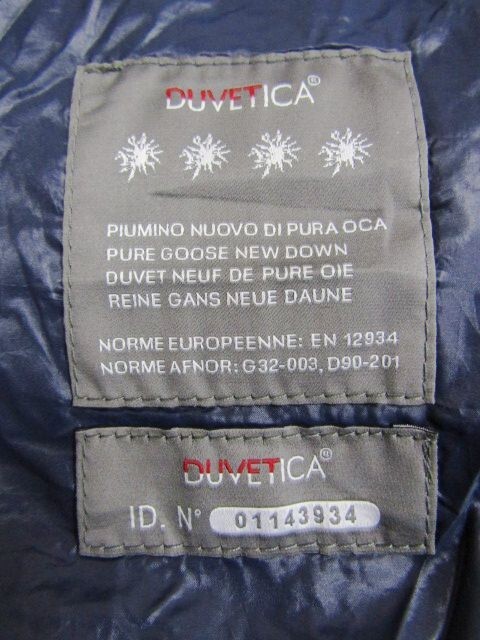 DUVETICA®
PIUMINO NUOVO DI PURA OCA
PURE GOOSE NEW DOWN
DUVET NEUF DE PURE OIE
REINE GANS NEUE DAUNE
NORME EUROPEENNE: EN 12934
NORME AFNOR: G32-003, D90-201
DUVETICA®
ID. N° 01143934